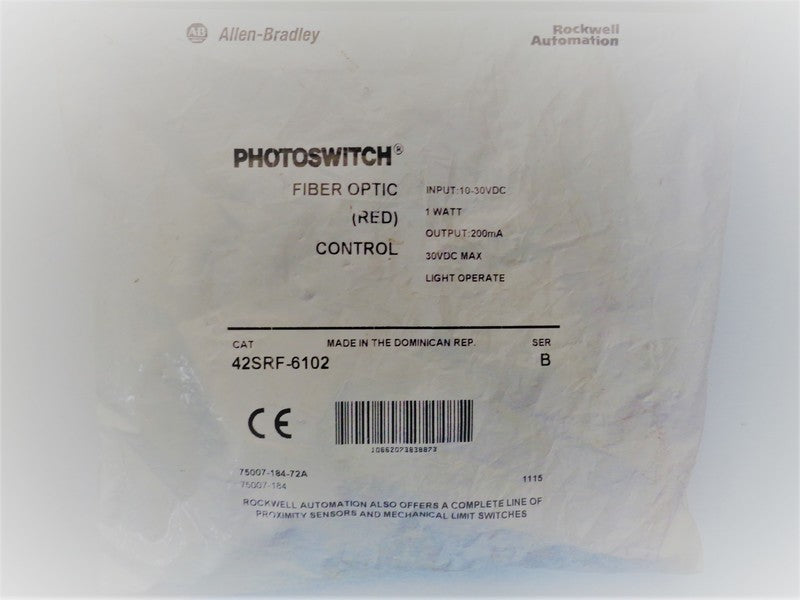 AB Allen-Bradley
Rockwell
Automation
PHOTOSWITCH®
FIBER OPTIC
(RED)
CONTROL
INPUT:10-30VDC
1 WATT
OUTPUT:200mA
30VDC MAX
LIGHT OPERATE
CAT MADE IN THE DOMINICAN REP. SER
42SRF-6102 B
CE
10662073838873
75007-184-72A
75007-184
1115
ROCKWELL AUTOMATION ALSO OFFERS A COMPLETE LINE OF
PROXIMITY SENSORS AND MECHANICAL LIMIT SWITCHES